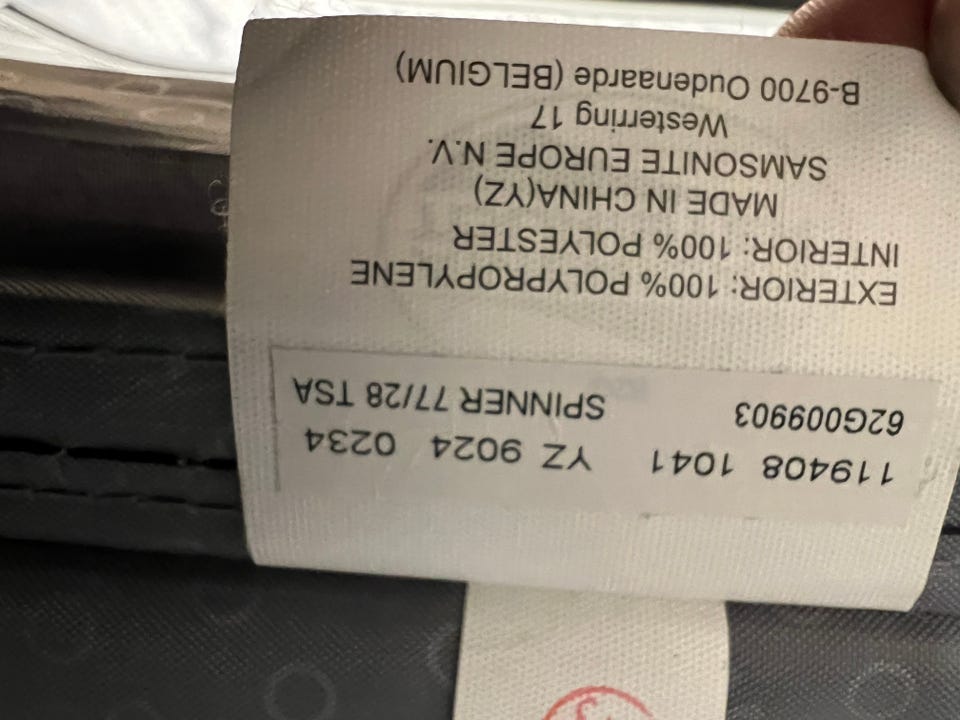 119408 1041 YZ 9024 0234
62G009903 SPINNER 77/28 TSA
EXTERIOR: 100% POLYPROPYLENE
INTERIOR: 100% POLYESTER
MADE IN CHINA(YZ)
SAMSONITE EUROPE N.V.
Westerring 17
B-9700 Oudenaarde (BELGIUM)